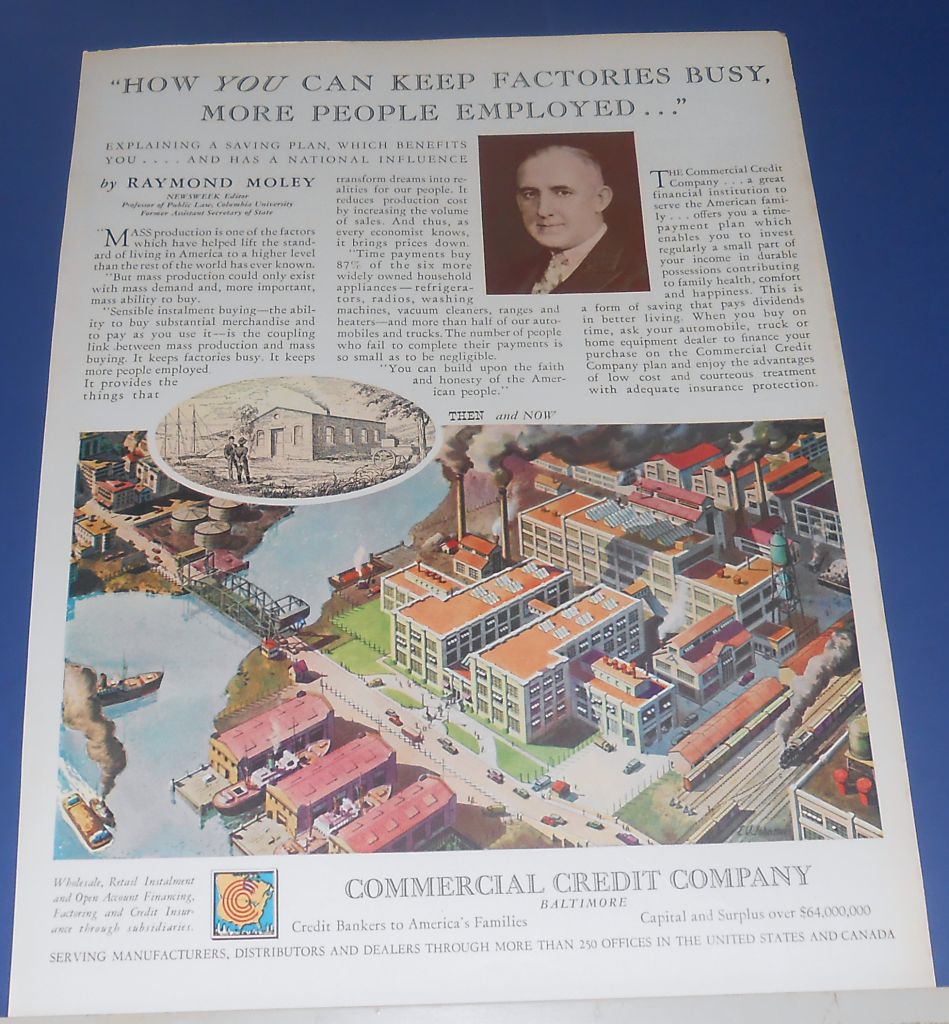 "HOW YOU CAN KEEP FACTORIES BUSY,
MORE PEOPLE EMPLOYED..."
EXPLAINING A SAVING PLAN, WHICH BENEFITS
YOU .... AND HAS A NATIONAL INFLUENCE
by RAYMOND MOLEY
NEWSWEEK Editor
Professor of Public Law, Columbia University
Former Assistant Secretary of State
"MASS production is one of the factors
which have helped lift the stand-
ard of living in America to a higher level
than the rest of the world has ever known.
"But mass production could only exist
with mass demand and, more important,
mass ability to buy.
"Sensible instalment buying—the abil-
ity to buy substantial merchandise and
to pay as you use it—is the coupling
link between mass production and mass
buying. It keeps factories busy. It keeps
more people employed.
It provides the
things that
transform dreams into re-
alities for our people. It
reduces production cost
by increasing the volume
of sales. And thus, as
every economist knows,
it brings prices down.
"Time payments buy
87% of the six more
widely owned household
appliances—refrigera-
tors, radios, washing
machines, vacuum cleaners, ranges and
heaters—and more than half of our auto-
mobiles and trucks. The number of people
who fail to complete their payments is
so small as to be negligible.
"You can build upon the faith
and honesty of the Amer-
ican people."
THE Commercial Credit
Company ... a great
financial institution to
serve the American fami-
ly ... offers you a time-
payment plan which
enables you to invest
regularly a small part of
your income in durable
possessions contributing
to family health, comfort
and happiness. This is
a form of saving that pays dividends
in better living. When you buy on
time, ask your automobile, truck or
home equipment dealer to finance your
purchase on the Commercial Credit
Company plan and enjoy the advantages
of low cost and courteous treatment
with adequate insurance protection.
THEN and NOW
Wholesale, Retail Instalment
and Open Account Financing,
Factoring and Credit Insur-
ance through subsidiaries.
COMMERCIAL CREDIT COMPANY
BALTIMORE
Credit Bankers to America's Families
Capital and Surplus over $64,000,000
SERVING MANUFACTURERS, DISTRIBUTORS AND DEALERS THROUGH MORE THAN 250 OFFICES IN THE UNITED STATES AND CANADA